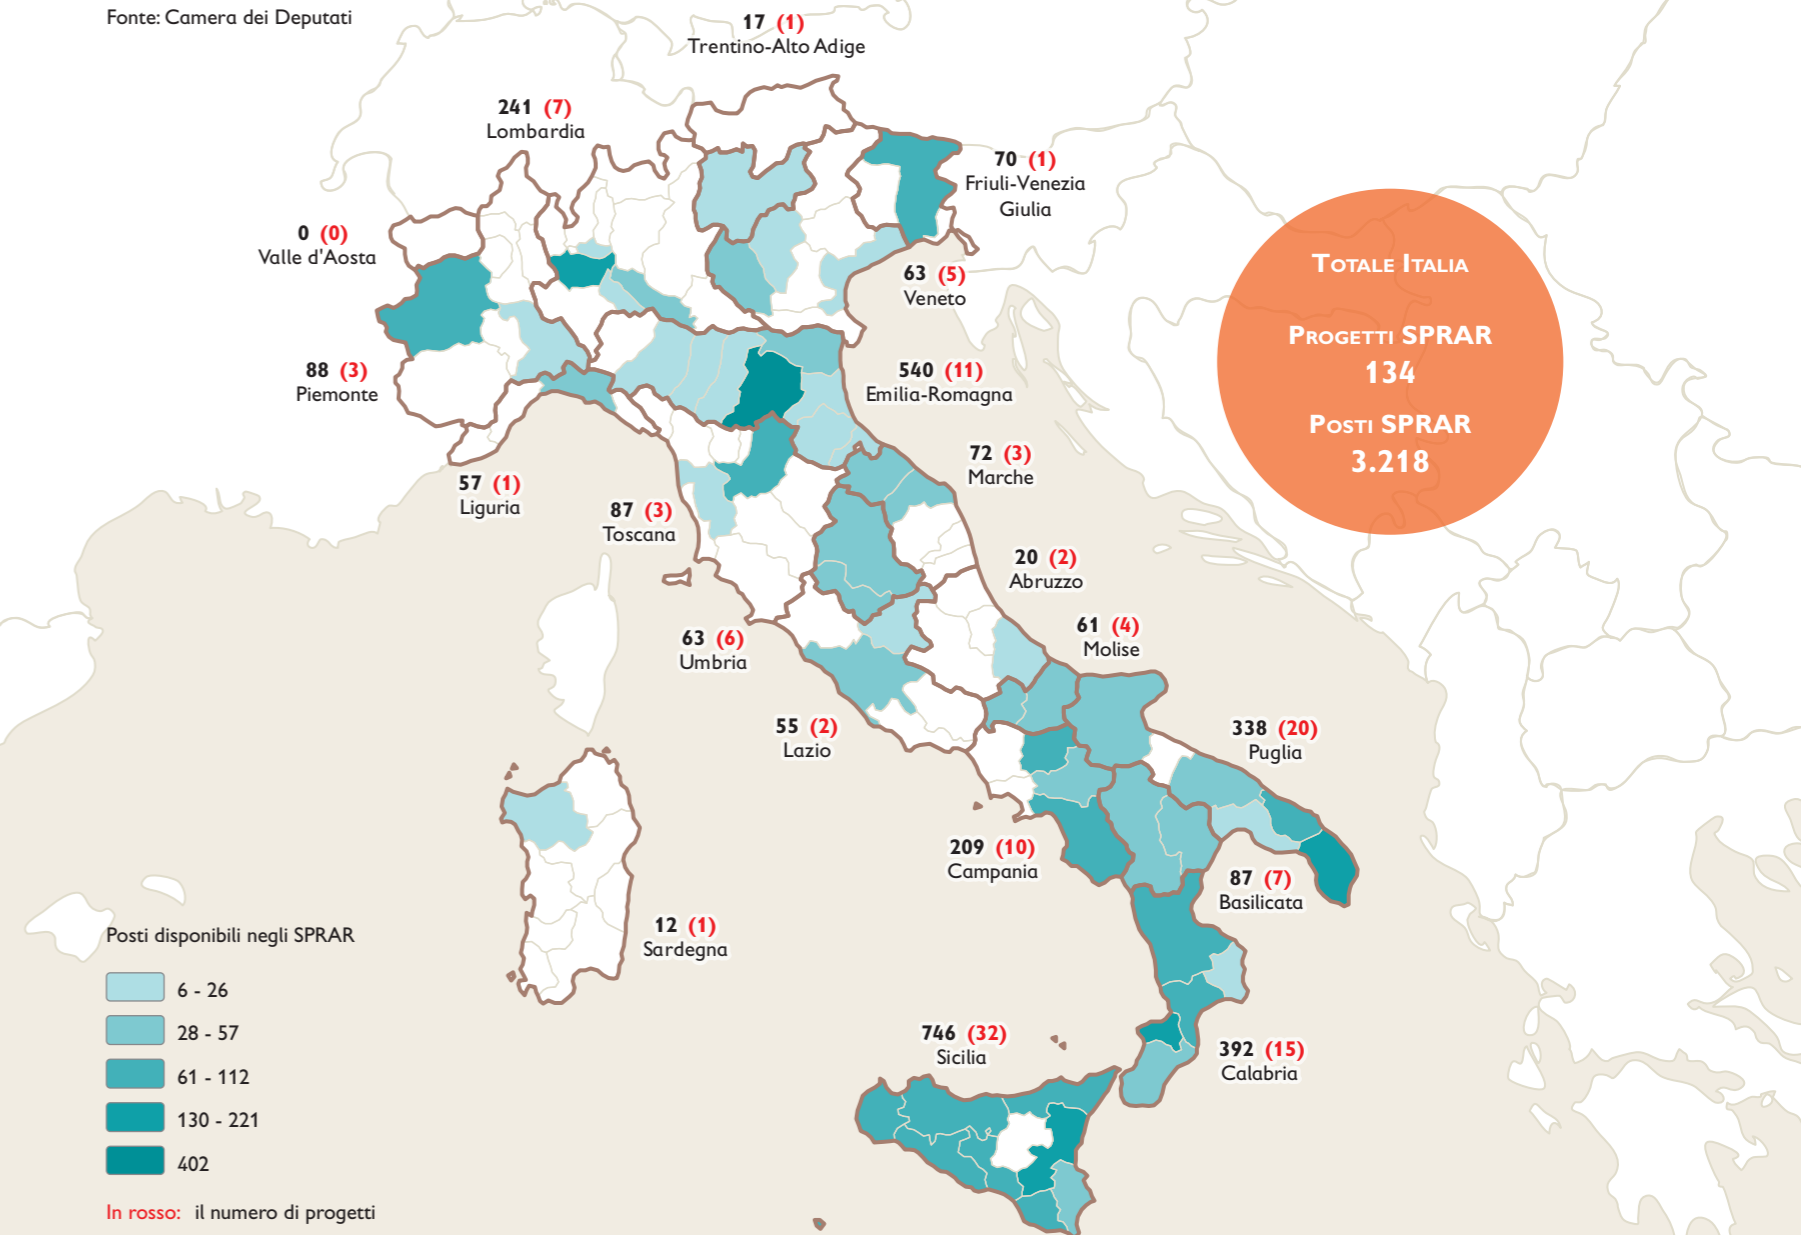 Fonte: Camera dei Deputati
17 (1)
Trentino-Alto Adige
241 (7)
Lombardia
70 (1)
Friuli-Venezia
Giulia
0 (0)
Valle d'Aosta
63 (5)
Veneto
TOTALE ITALIA
PROGETTI SPRAR
134
POSTI SPRAR
3.218
88 (3)
Piemonte
540 (11)
Emilia-Romagna
72 (3)
Marche
57 (1)
Liguria
87 (3)
Toscana
20 (2)
Abruzzo
63 (6)
Umbria
61 (4)
Molise
55 (2)
Lazio
338 (20)
Puglia
209 (10)
Campania
87 (7)
Basilicata
12 (1)
Sardegna
746 (32)
Sicilia
392 (15)
Calabria
Posti disponibili negli SPRAR
6 - 26
28 - 57
61 - 112
130 - 221
402
In rosso: il numero di progetti